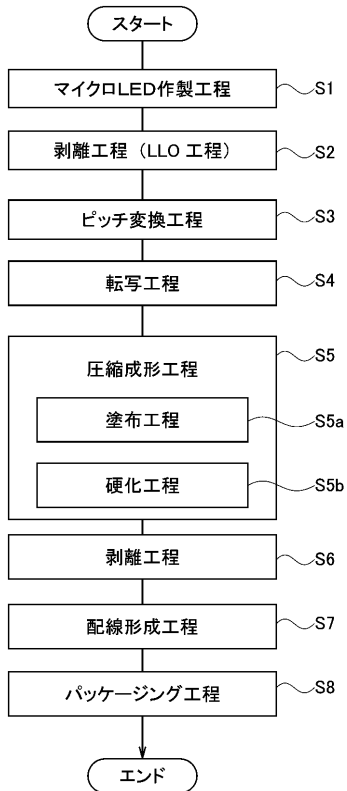 スタート
マイクロLED作製工程
S1
剥離工程（LLO 工程）
S2
ピッチ変換工程
S3
転写工程
S4
圧縮成形工程
S5
塗布工程
S5a
硬化工程
S5b
剥離工程
S6
配線形成工程
S7
パッケージング工程
S8
エンド